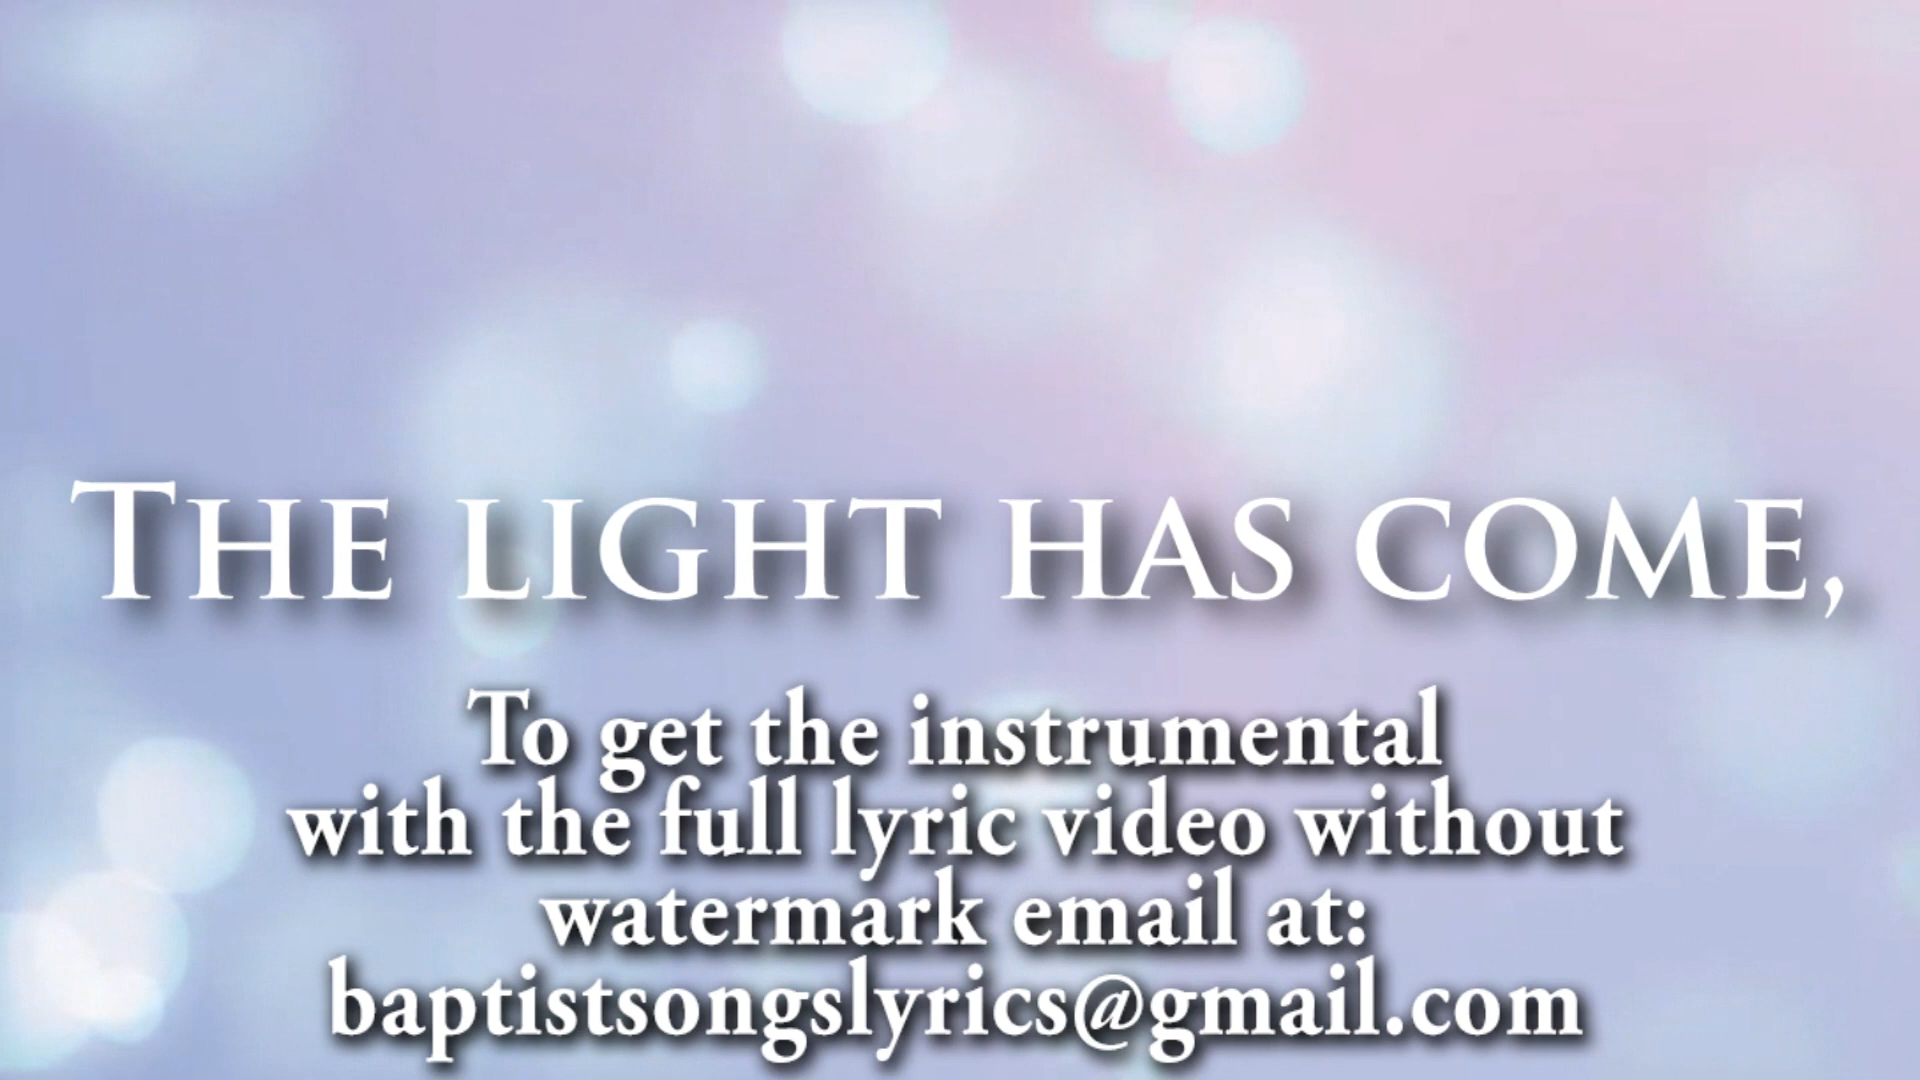 The light has come,
To get the instrumental
with the full lyric video without
watermark email at:
baptistsongslyrics@gmail.com